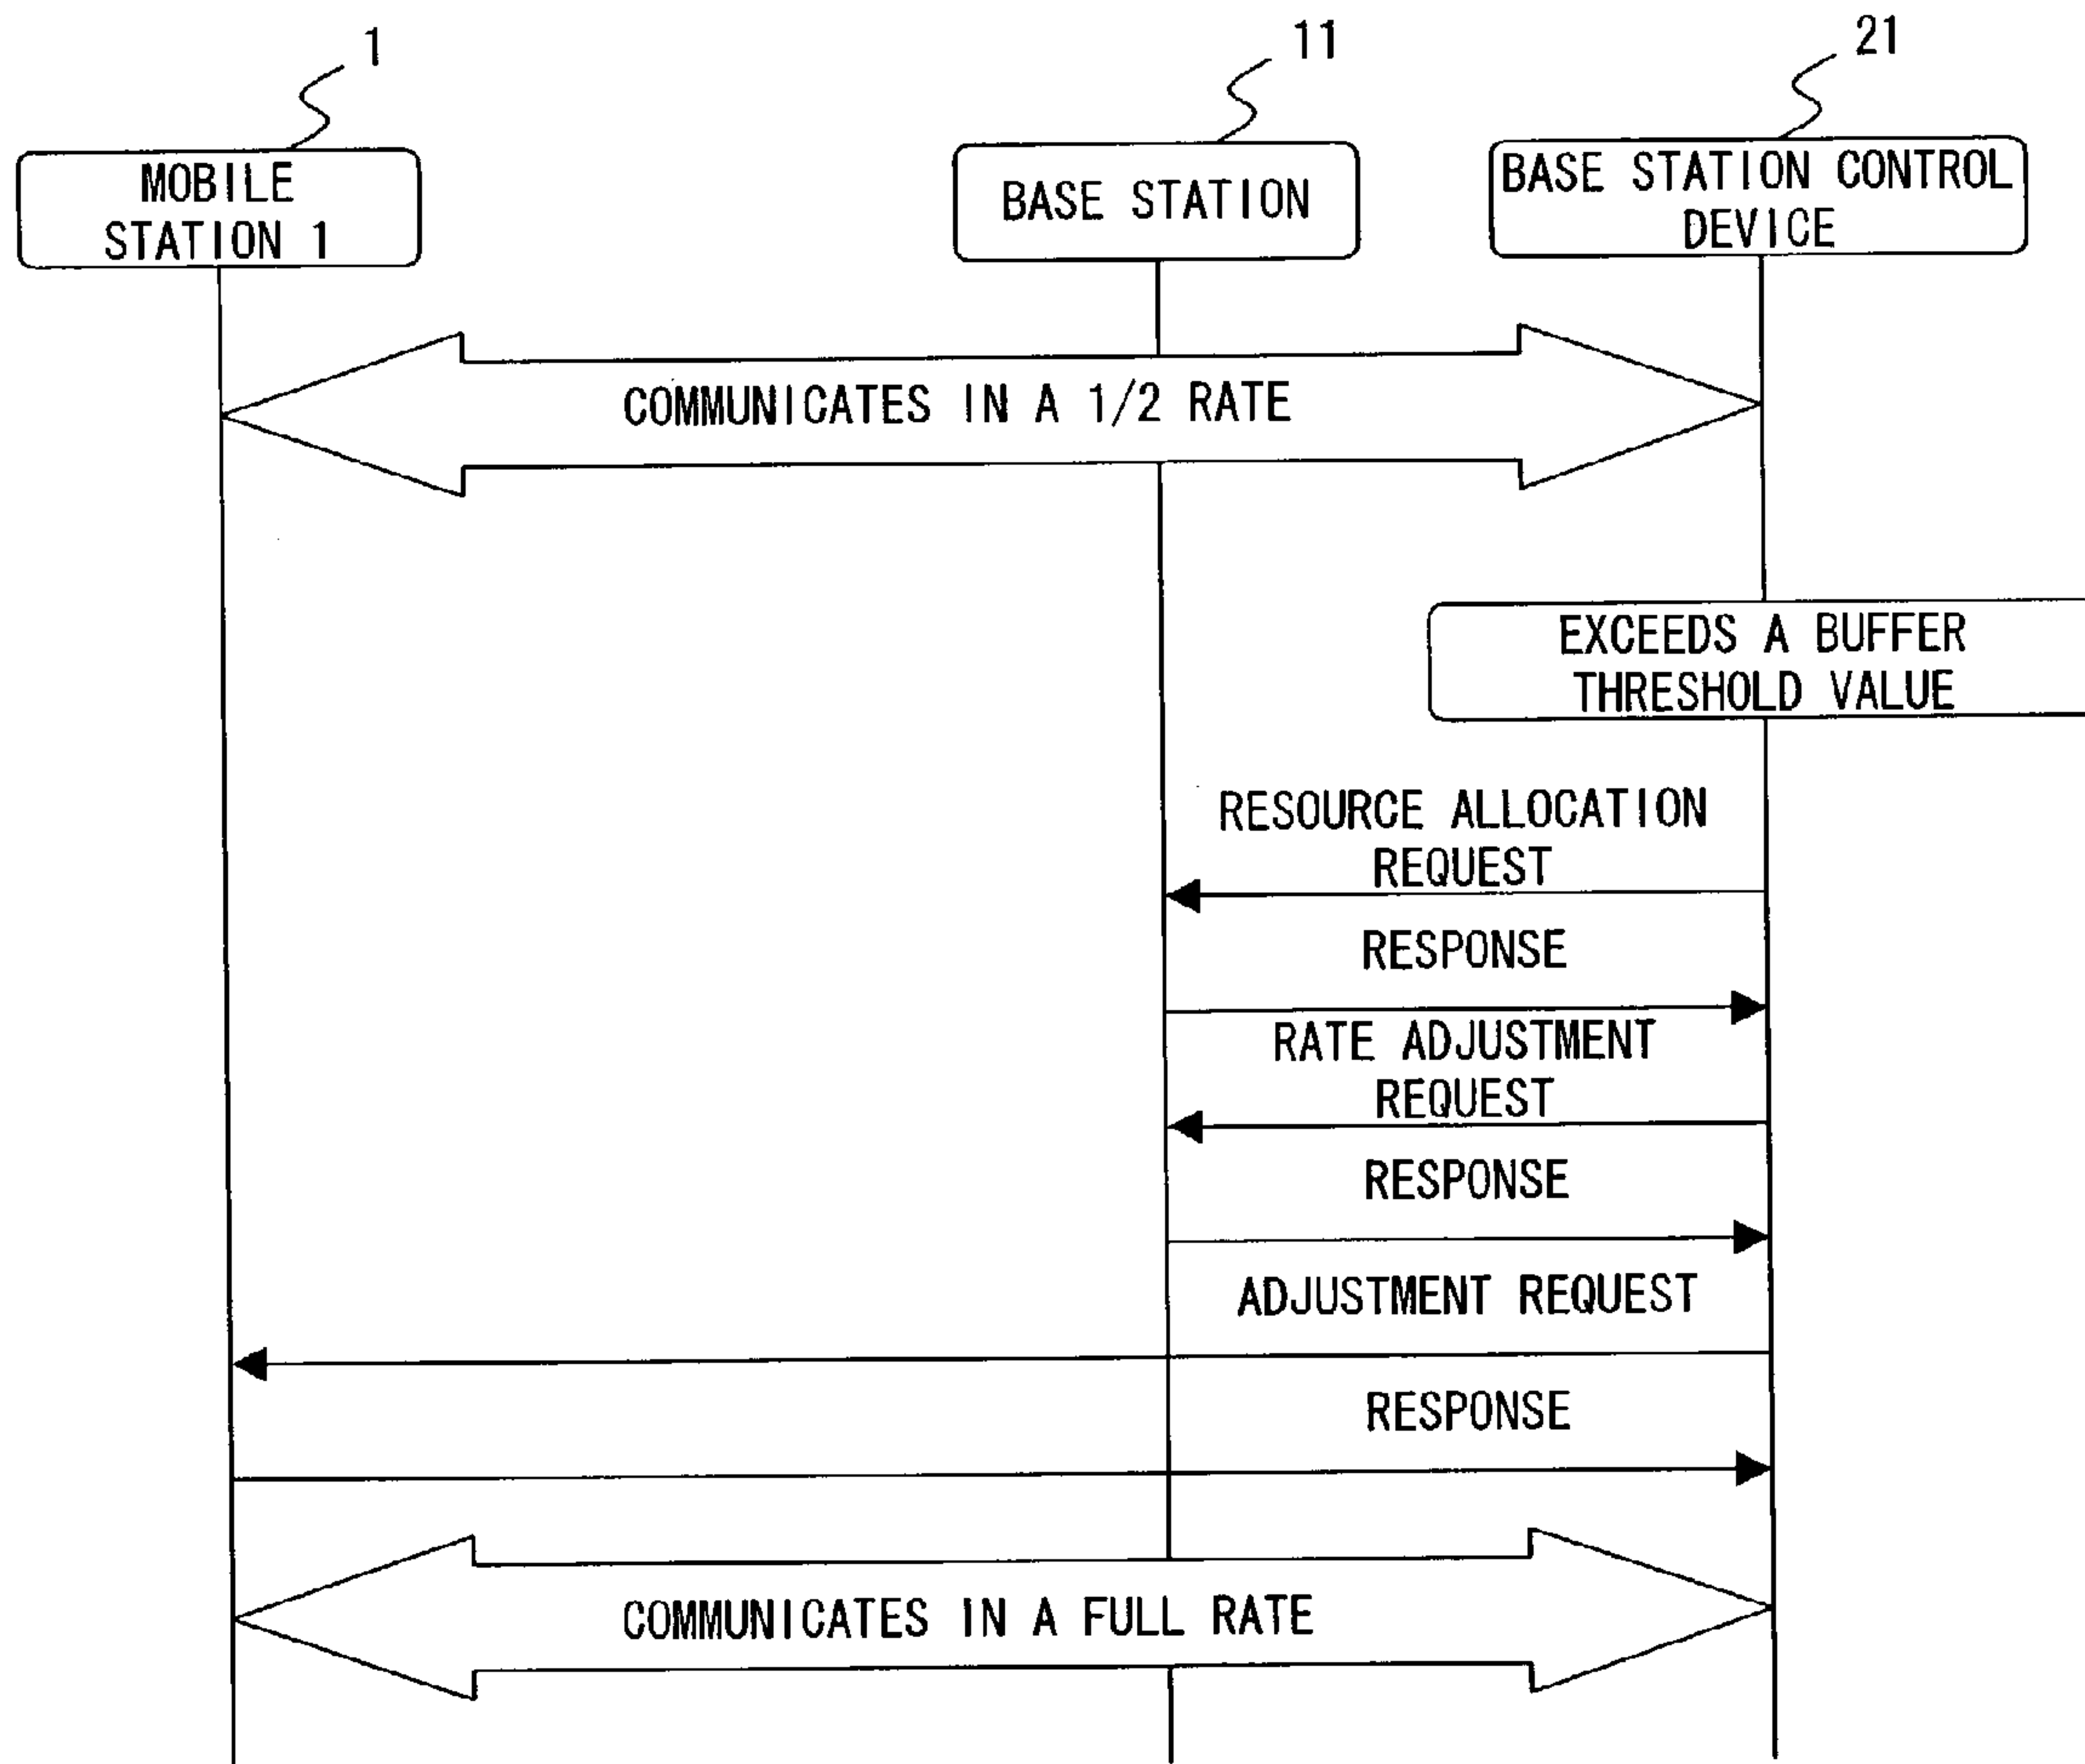 1
11
21
MOBILE
STATION 1
BASE STATION
BASE STATION CONTROL
DEVICE
COMMUNICATES IN A 1/2 RATE
EXCEEDS A BUFFER
THRESHOLD VALUE
RESOURCE ALLOCATION
REQUEST
RESPONSE
RATE ADJUSTMENT
REQUEST
RESPONSE
ADJUSTMENT REQUEST
RESPONSE
COMMUNICATES IN A FULL RATE